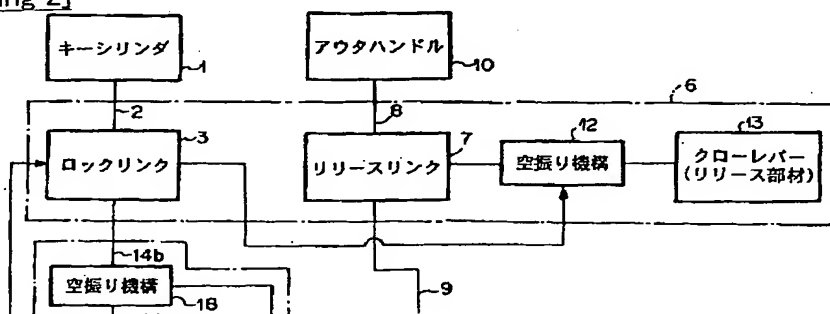 キーシリンダ
1
アウタハンドル
10
2
8
6
ロックリンク
3
リリースリンク
7
空振り機構
12
クローレバー
(リリース部材)
13
14b
空振り機構
16
9